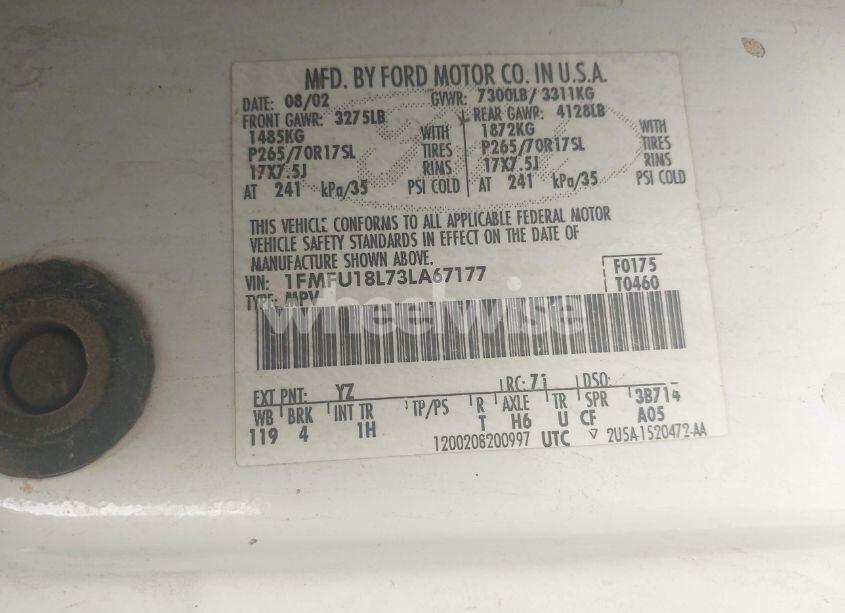 MFD. BY FORD MOTOR CO. IN U.S.A.
DATE: 08/02 GVWR: 7300LB/ 3311KG
FRONT GAWR: 3275LB REAR GAWR: 4128LB
1485KG WITH 1872KG WITH
P265/70R17SL TIRES P265/70R17SL TIRES
17X7.5J RIMS 17X7.5J RIMS
AT 241 kPa/35 PSI COLD AT 241 kPa/35 PSI COLD
THIS VEHICLE CONFORMS TO ALL APPLICABLE FEDERAL MOTOR
VEHICLE SAFETY STANDARDS IN EFFECT ON THE DATE OF
MANUFACTURE SHOWN ABOVE.
VIN: 1FMFU18L73LA67177 F0175
TYPE: MPV T0460
wheelwise
EXT PNT: YZ RC: 71 DSO:
WB BRK INT TR TP/PS R AXLE TR SPR 3B714
119 4 1H T H6 U CF A05
1200208200997 UTC ▽ 2U5A-1520472-AA